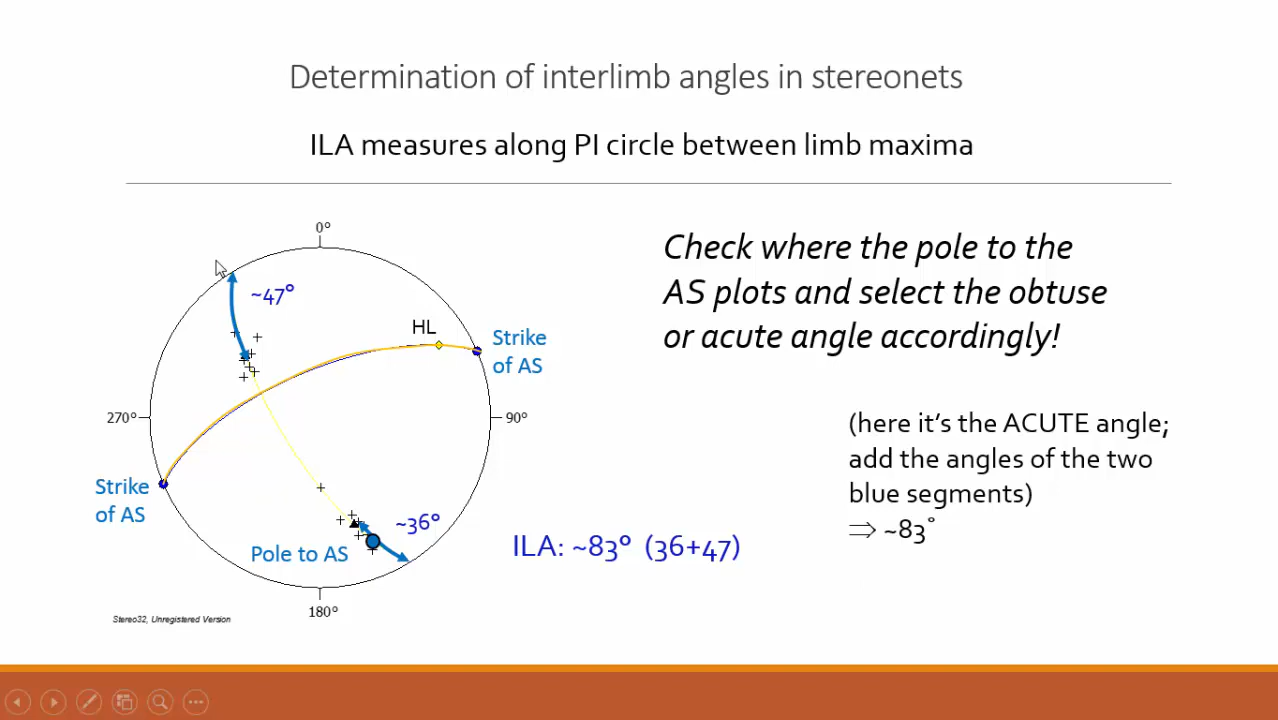 Determination of interlimb angles in stereonets
ILA measures along PI circle between limb maxima
0°
~47°
HL
Strike
of AS
270°
90°
Strike
of AS
~36°
Pole to AS
180°
Stereo32, Unregistered Version
Check where the pole to the
AS plots and select the obtuse
or acute angle accordingly!
(here it’s the ACUTE angle;
add the angles of the two
blue segments)
⇒ ~83°
ILA: ~83° (36+47)